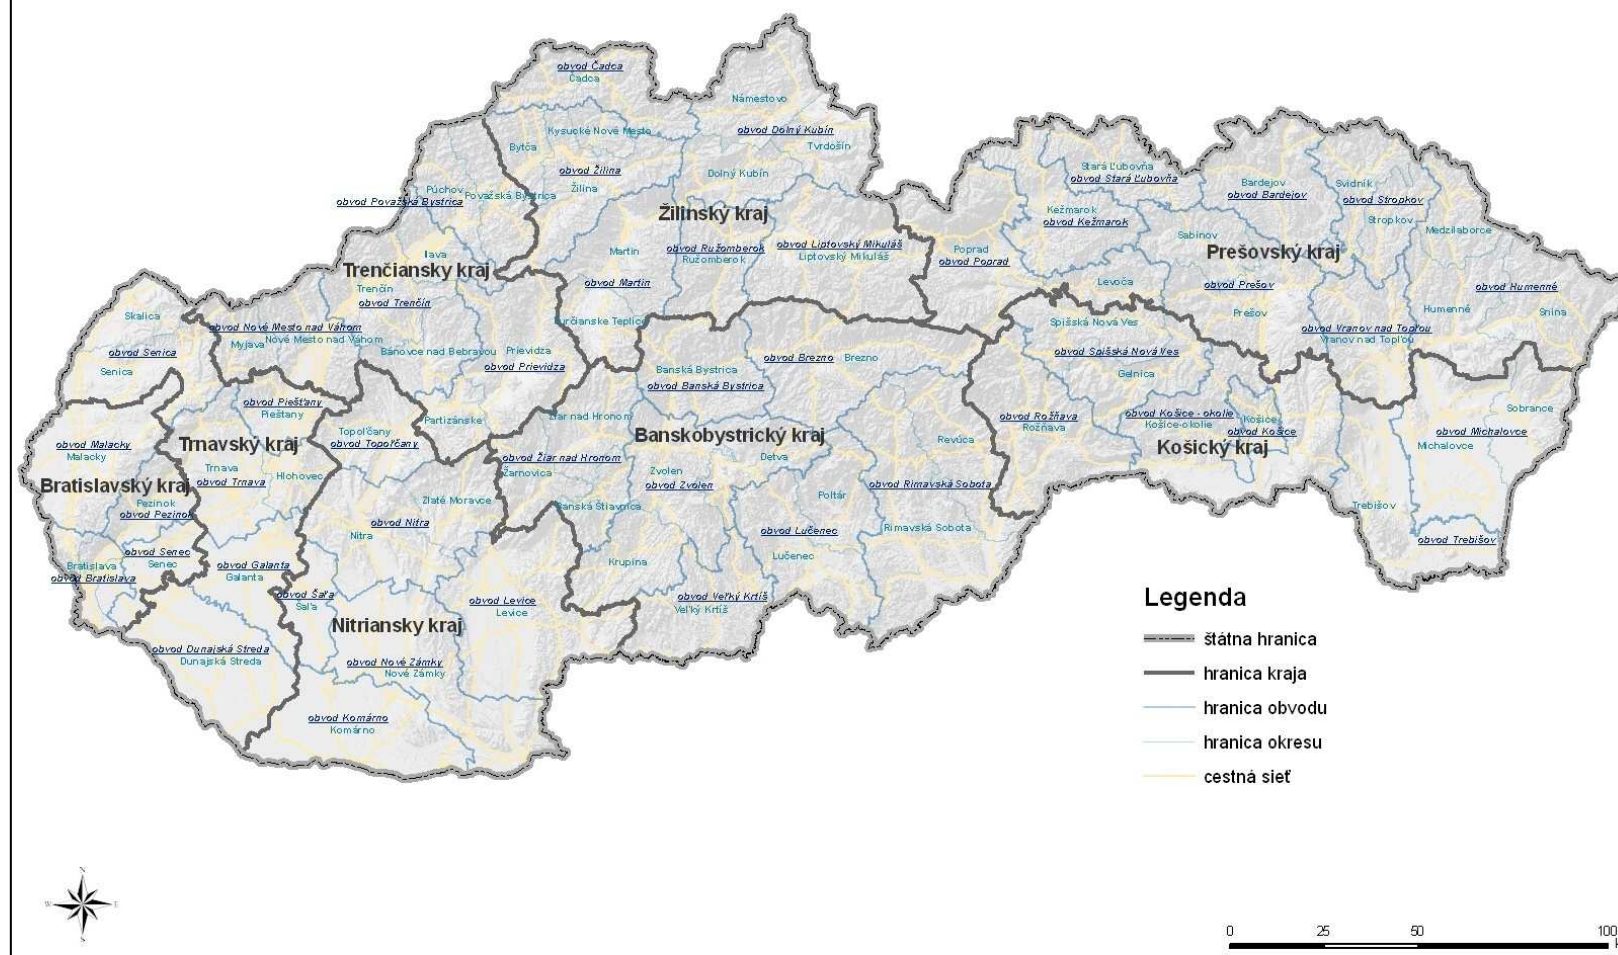 obvod Čadca
Čadca
Námestovo
Kysucké Nové Mesto
obvod Dolný Kubín
Tvrdošín
Bytča
obvod Žilina
Žilina
Dolný Kubín
Púchov
Považská Bystrica
obvod Považská Bystrica
Žilinský kraj
Martin
obvod Ružomberok
Ružomberok
obvod Liptovský Mikuláš
Liptovský Mikuláš
obvod Martin
Turčianske Teplice
Stará Ľubovňa
obvod Stará Ľubovňa
Bardejov
obvod Bardejov
Svidník
obvod Stropkov
Stropkov
Medzilaborce
Kežmarok
obvod Kežmarok
Sabinov
Prešovský kraj
Poprad
obvod Poprad
Levoča
obvod Prešov
Prešov
obvod Humenné
Humenné
Snina
obvod Vranov nad Topľou
Vranov nad Topľou
Ilava
Trenčiansky kraj
Trenčín
obvod Trenčín
obvod Nové Mesto nad Váhom
Nové Mesto nad Váhom
Myjava
Bánovce nad Bebravou
Prievidza
obvod Prievidza
Partizánske
Skalica
obvod Senica
Senica
obvod Piešťany
Piešťany
Trnavský kraj
Trnava
obvod Trnava
Hlohovec
obvod Malacky
Malacky
Bratislavský kraj
Pezinok
obvod Pezinok
obvod Senec
Senec
Bratislava
obvod Bratislava
obvod Galanta
Galanta
obvod Dunajská Streda
Dunajská Streda
Topoľčany
obvod Topoľčany
Zlaté Moravce
obvod Nitra
Nitra
obvod Šaľa
Šaľa
Nitriansky kraj
obvod Levice
Levice
obvod Nové Zámky
Nové Zámky
obvod Komárno
Komárno
Banská Bystrica
obvod Banská Bystrica
obvod Brezno
Brezno
Žiar nad Hronom
Banskobystrický kraj
obvod Žiar nad Hronom
Žarnovica
Banská Štiavnica
Zvolen
obvod Zvolen
Detva
Revúca
Poltár
obvod Rimavská Sobota
Rimavská Sobota
obvod Lučenec
Lučenec
Krupina
obvod Veľký Krtíš
Veľký Krtíš
Spišská Nová Ves
obvod Spišská Nová Ves
Gelnica
obvod Rožňava
Rožňava
obvod Košice - okolie
Košice-okolie
Košice
obvod Košice
Košický kraj
Sobrance
obvod Michalovce
Michalovce
Trebišov
obvod Trebišov
Legenda
štátna hranica
hranica kraja
hranica obvodu
hranica okresu
cestná sieť
N
W
E
S
0 25 50 100